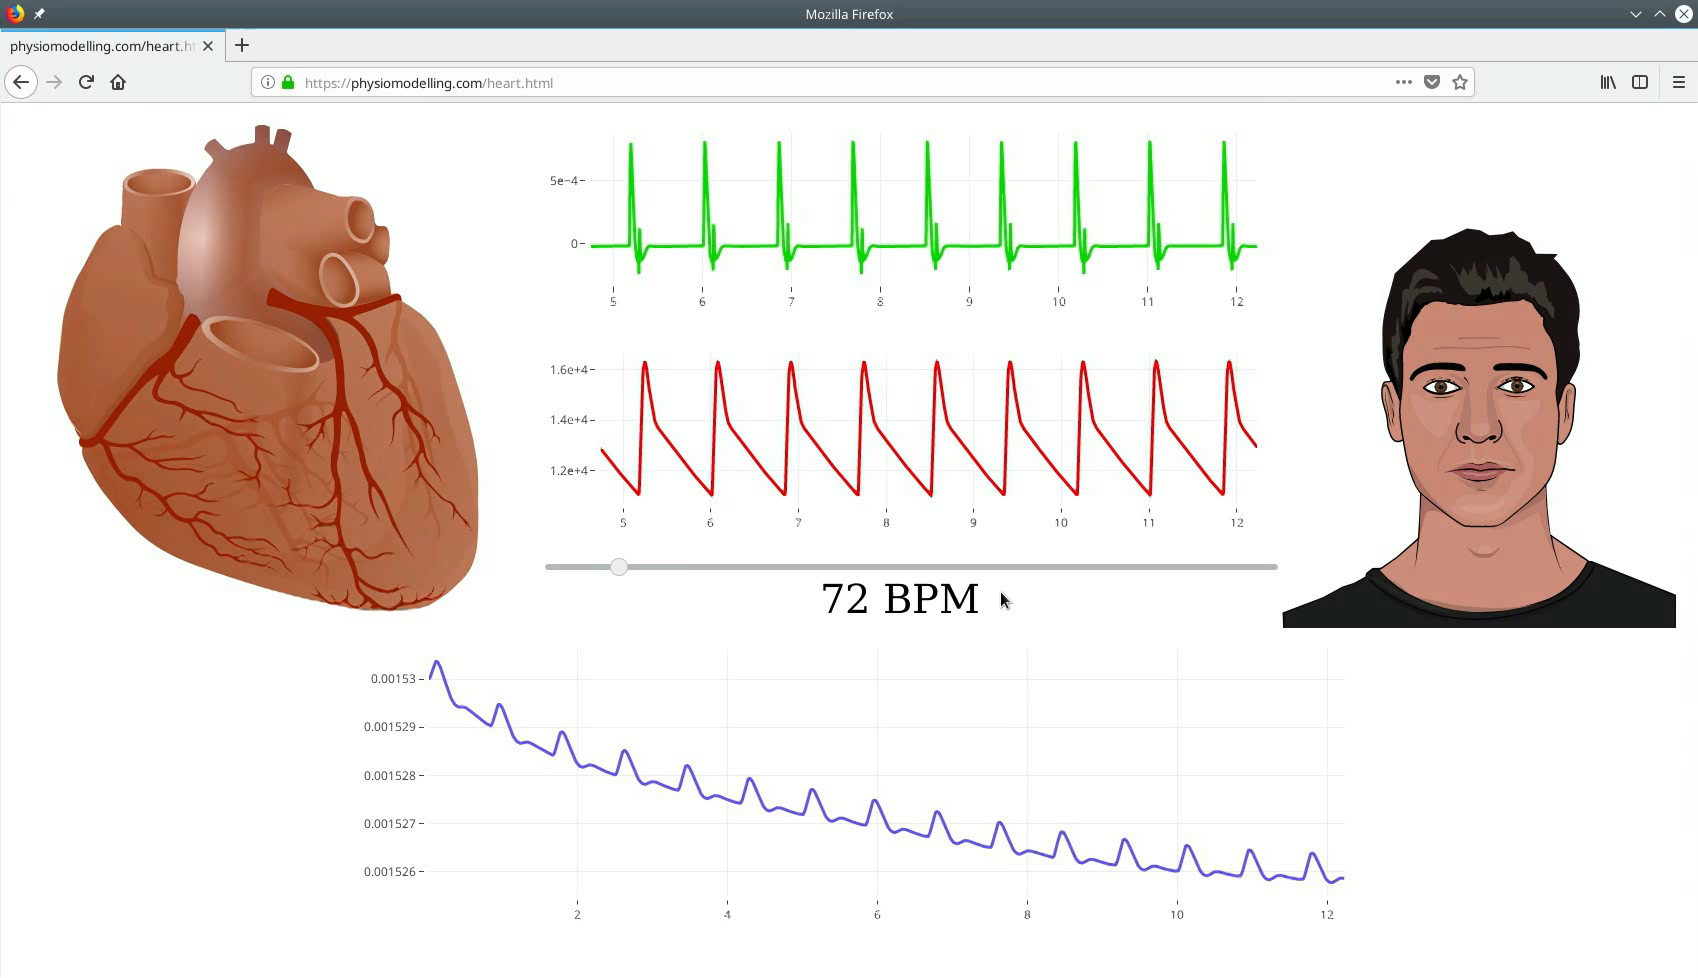 Mozilla Firefox
physiomodelling.com/heart.ht
https://physiomodelling.com/heart.html
5e−4
0
5 6 7 8 9 10 11 12
1.6e+4
1.4e+4
1.2e+4
5 6 7 8 9 10 11 12
72 BPM
0.00153
0.001529
0.001528
0.001527
0.001526
2 4 6 8 10 12